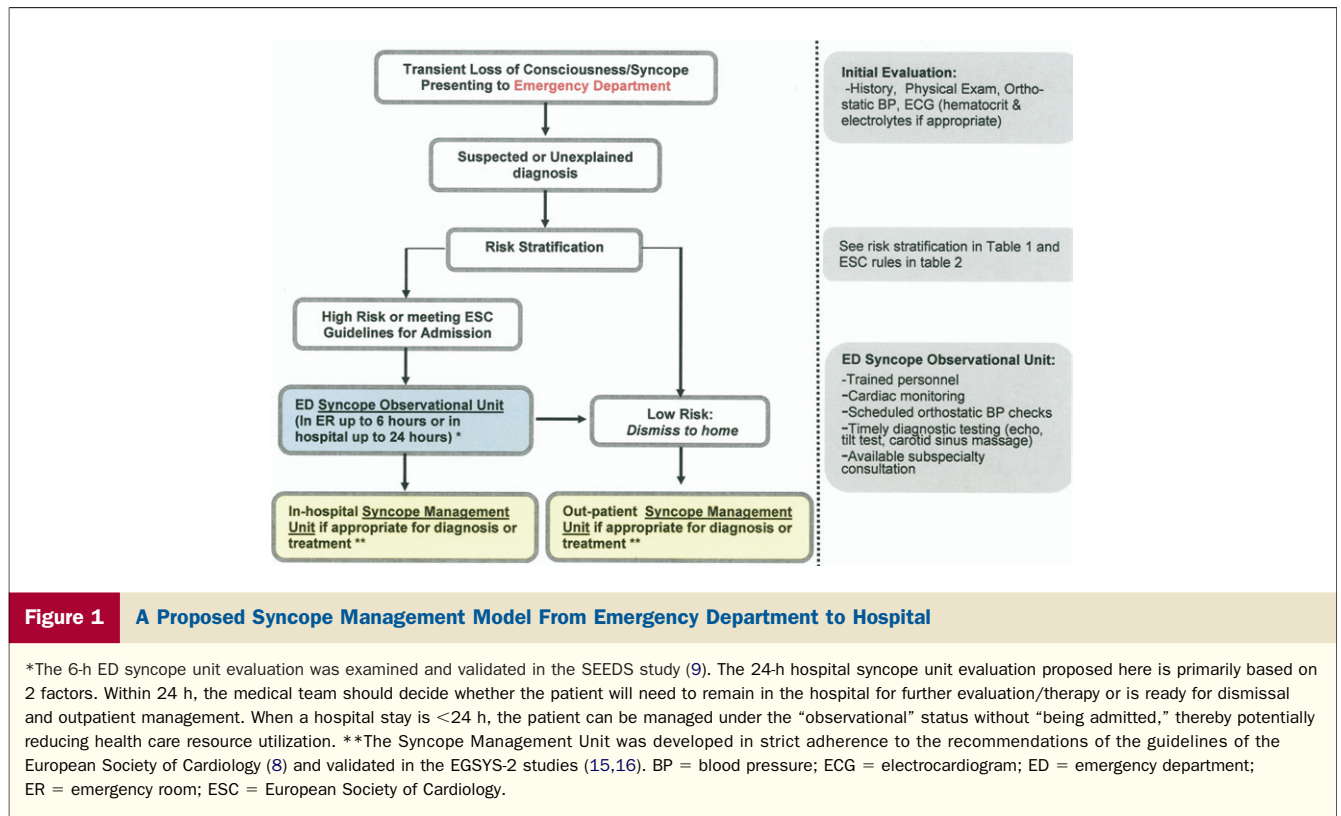 Transient Loss of Consciousness/Syncope
Presenting to Emergency Department
Suspected or Unexplained
diagnosis
Risk Stratification
High Risk or meeting ESC
Guidelines for Admission
ED Syncope Observational Unit
(In ER up to 6 hours or in
hospital up to 24 hours) *
Low Risk:
Dismiss to home
In-hospital Syncope Management
Unit if appropriate for diagnosis or
treatment **
Out-patient Syncope Management
Unit if appropriate for diagnosis or
treatment **
Initial Evaluation:
-History, Physical Exam, Ortho-
static BP, ECG (hematocrit &
electrolytes if appropriate)
See risk stratification in Table 1 and
ESC rules in table 2
ED Syncope Observational Unit:
-Trained personnel
-Cardiac monitoring
-Scheduled orthostatic BP checks
-Timely diagnostic testing (echo,
tilt test, carotid sinus massage)
-Available subspecialty
consultation
Figure 1 A Proposed Syncope Management Model From Emergency Department to Hospital
*The 6-h ED syncope unit evaluation was examined and validated in the SEEDS study (9). The 24-h hospital syncope unit evaluation proposed here is primarily based on
2 factors. Within 24 h, the medical team should decide whether the patient will need to remain in the hospital for further evaluation/therapy or is ready for dismissal
and outpatient management. When a hospital stay is <24 h, the patient can be managed under the “observational” status without “being admitted,” thereby potentially
reducing health care resource utilization. **The Syncope Management Unit was developed in strict adherence to the recommendations of the guidelines of the
European Society of Cardiology (8) and validated in the EGSYS-2 studies (15,16). BP = blood pressure; ECG = electrocardiogram; ED = emergency department;
ER = emergency room; ESC = European Society of Cardiology.